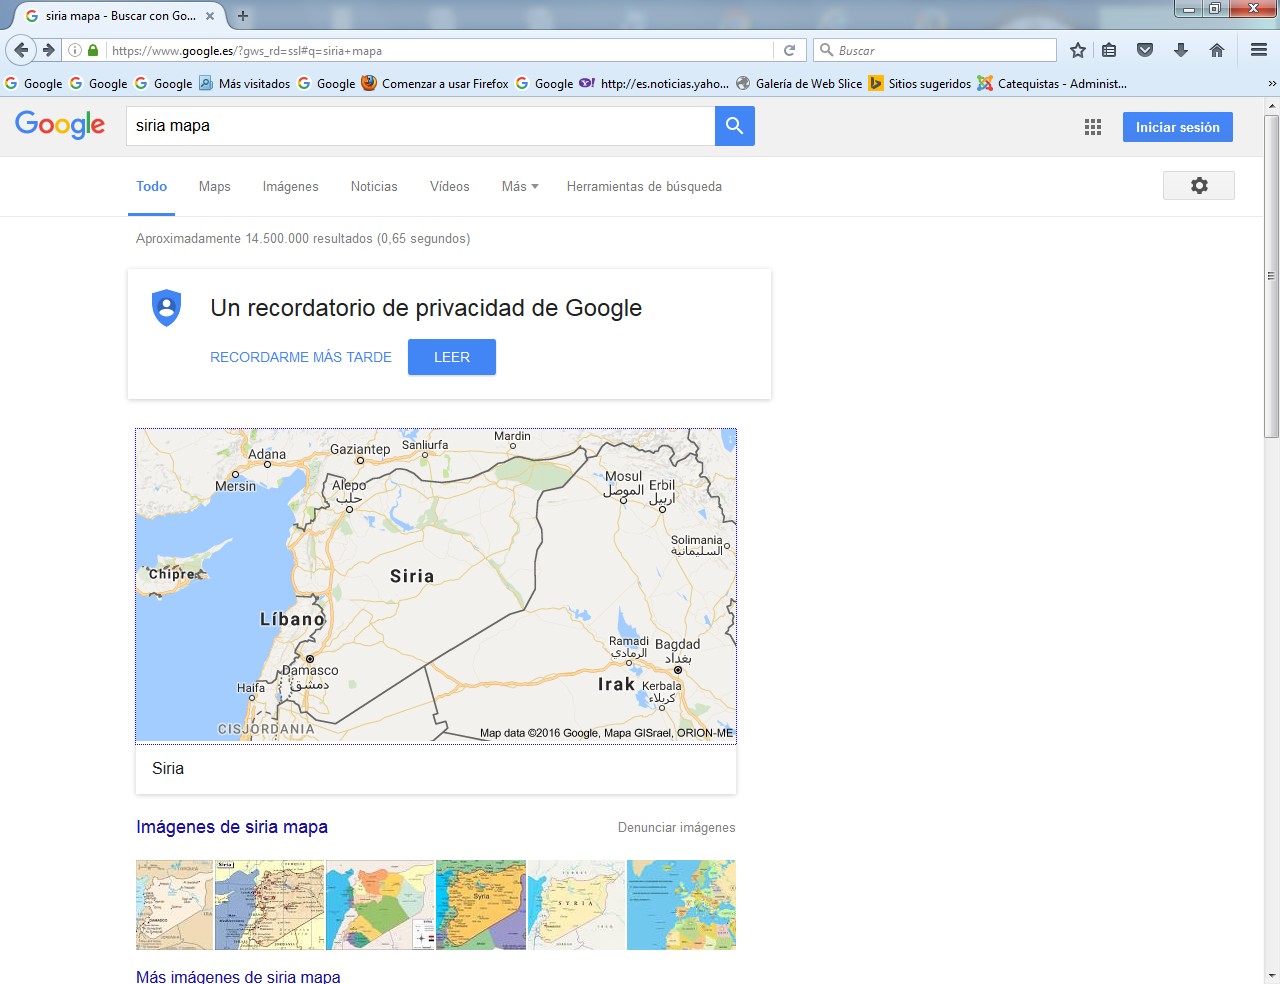 siria mapa - Buscar con Go...
https://www.google.es/?gws_rd=ssl#q=siria+mapa
Buscar
Google Google Google Más visitados Google Comenzar a usar Firefox Google http://es.noticias.yaho... Galería de Web Slice Sitios sugeridos Catequistas - Administ...
Google siria mapa Iniciar sesión
Todo Maps Imágenes Noticias Vídeos Más Herramientas de búsqueda
Aproximadamente 14.500.000 resultados (0,65 segundos)
Un recordatorio de privacidad de Google
RECORDARME MÁS TARDE LEER
Mardin
Gaziantep Sanliurfa
Adana
Mersin
Alepo
حلب
Mosul
الموصل
Erbil
اربيل
Solimania
السليمانية
Chipre
Siria
Líbano
Ramadi
الرمادي
Bagdad
بغداد
Damasco
دمشق
Haifa
Irak
Kerbala
كربلاء
CISJORDANIA
Map data ©2016 Google, Mapa GISrael, ORION-ME
Siria
Imágenes de siria mapa Denunciar imágenes
Siria
Syria
SYRIA
Más imágenes de siria mapa